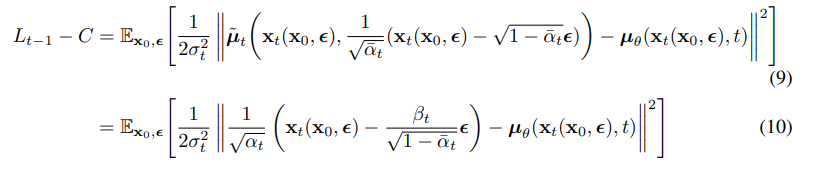 $$L_{t-1} - C = \mathbb{E}_{\mathbf{x}_0, \boldsymbol{\epsilon}} \left[ \frac{1}{2\sigma_t^2} \left\| \tilde{\boldsymbol{\mu}}_t \left( \mathbf{x}_t(\mathbf{x}_0, \boldsymbol{\epsilon}), \frac{1}{\sqrt{\bar{\alpha}_t}} (\mathbf{x}_t(\mathbf{x}_0, \boldsymbol{\epsilon}) - \sqrt{1 - \bar{\alpha}_t} \boldsymbol{\epsilon}) \right) - \boldsymbol{\mu}_\theta(\mathbf{x}_t(\mathbf{x}_0, \boldsymbol{\epsilon}), t) \right\|^2 \right]$$
(9)
$$= \mathbb{E}_{\mathbf{x}_0, \boldsymbol{\epsilon}} \left[ \frac{1}{2\sigma_t^2} \left\| \frac{1}{\sqrt{\alpha_t}} \left( \mathbf{x}_t(\mathbf{x}_0, \boldsymbol{\epsilon}) - \frac{\beta_t}{\sqrt{1 - \bar{\alpha}_t}} \boldsymbol{\epsilon} \right) - \boldsymbol{\mu}_\theta(\mathbf{x}_t(\mathbf{x}_0, \boldsymbol{\epsilon}), t) \right\|^2 \right]$$ (10)